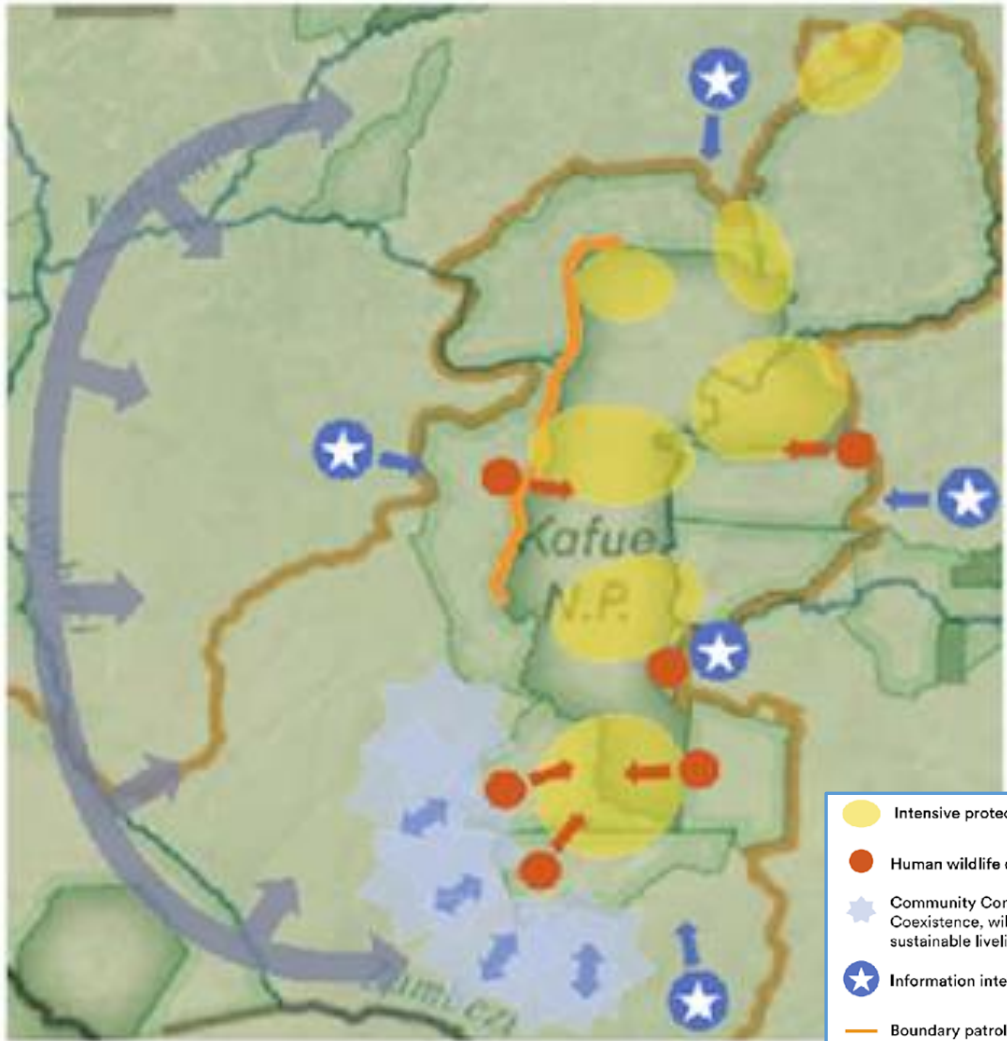 Kafue
N.P.
Intensive protec
Human wildlife
Community Con
Coexistence, wil
sustainable liveli
Information inte
Boundary patrol